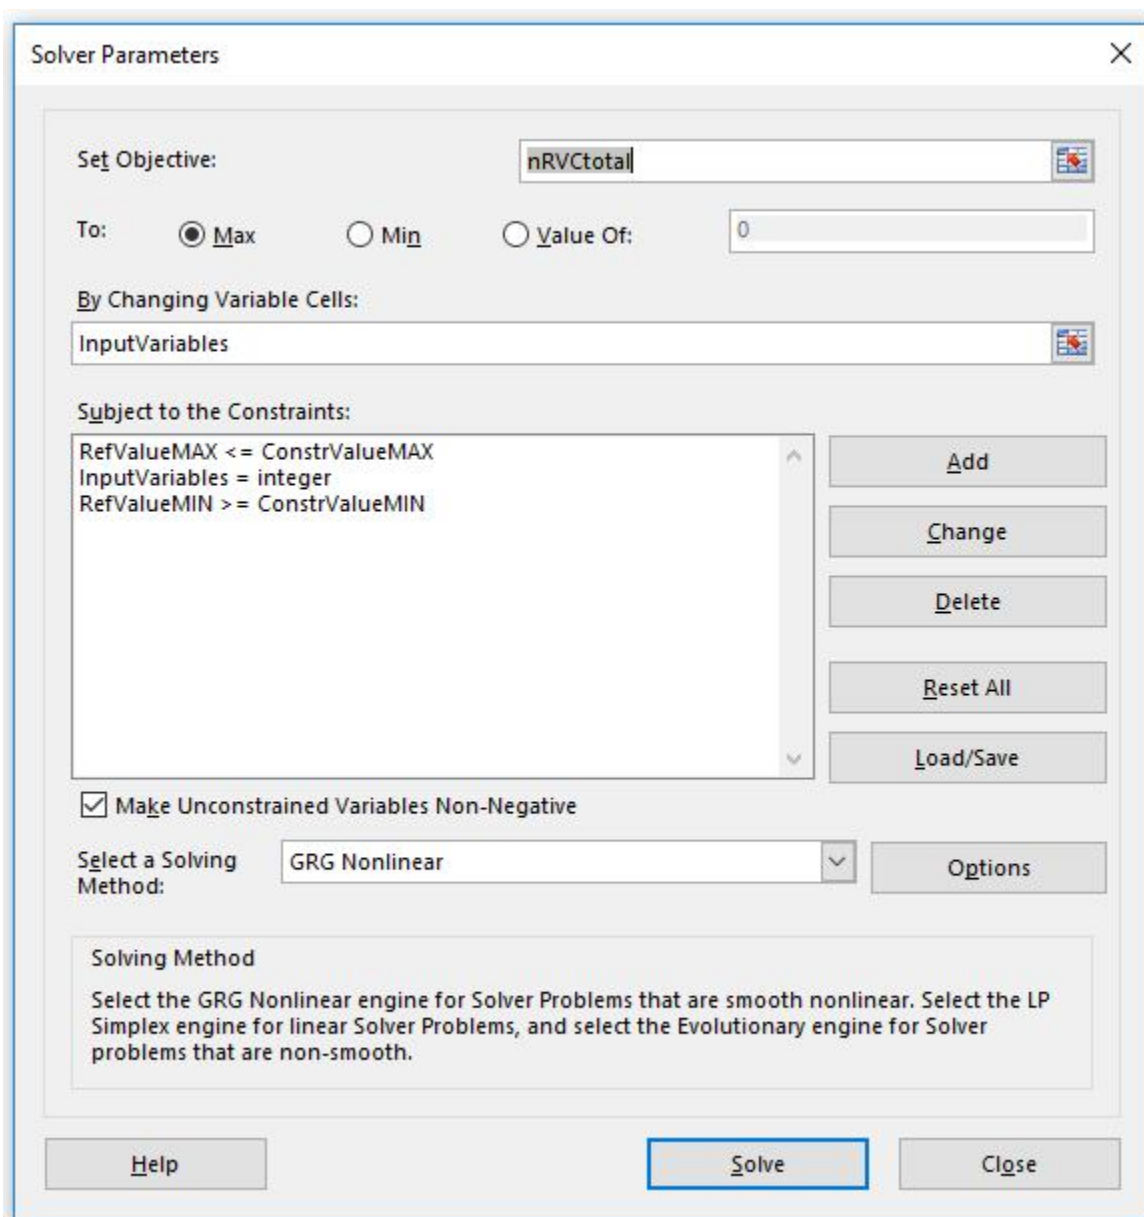 Solver Parameters
Set Objective:
nRVCtotal
To:
Max
Min
Value Of:
0
By Changing Variable Cells:
InputVariables
Subject to the Constraints:
RefValueMAX <= ConstrValueMAX
InputVariables = integer
RefValueMIN >= ConstrValueMIN
Add
Change
Delete
Reset All
Load/Save
Make Unconstrained Variables Non-Negative
Select a Solving
Method:
GRG Nonlinear
Options
Solving Method
Select the GRG Nonlinear engine for Solver Problems that are smooth nonlinear. Select the LP
Simplex engine for linear Solver Problems, and select the Evolutionary engine for Solver
problems that are non-smooth.
Help
Solve
Close